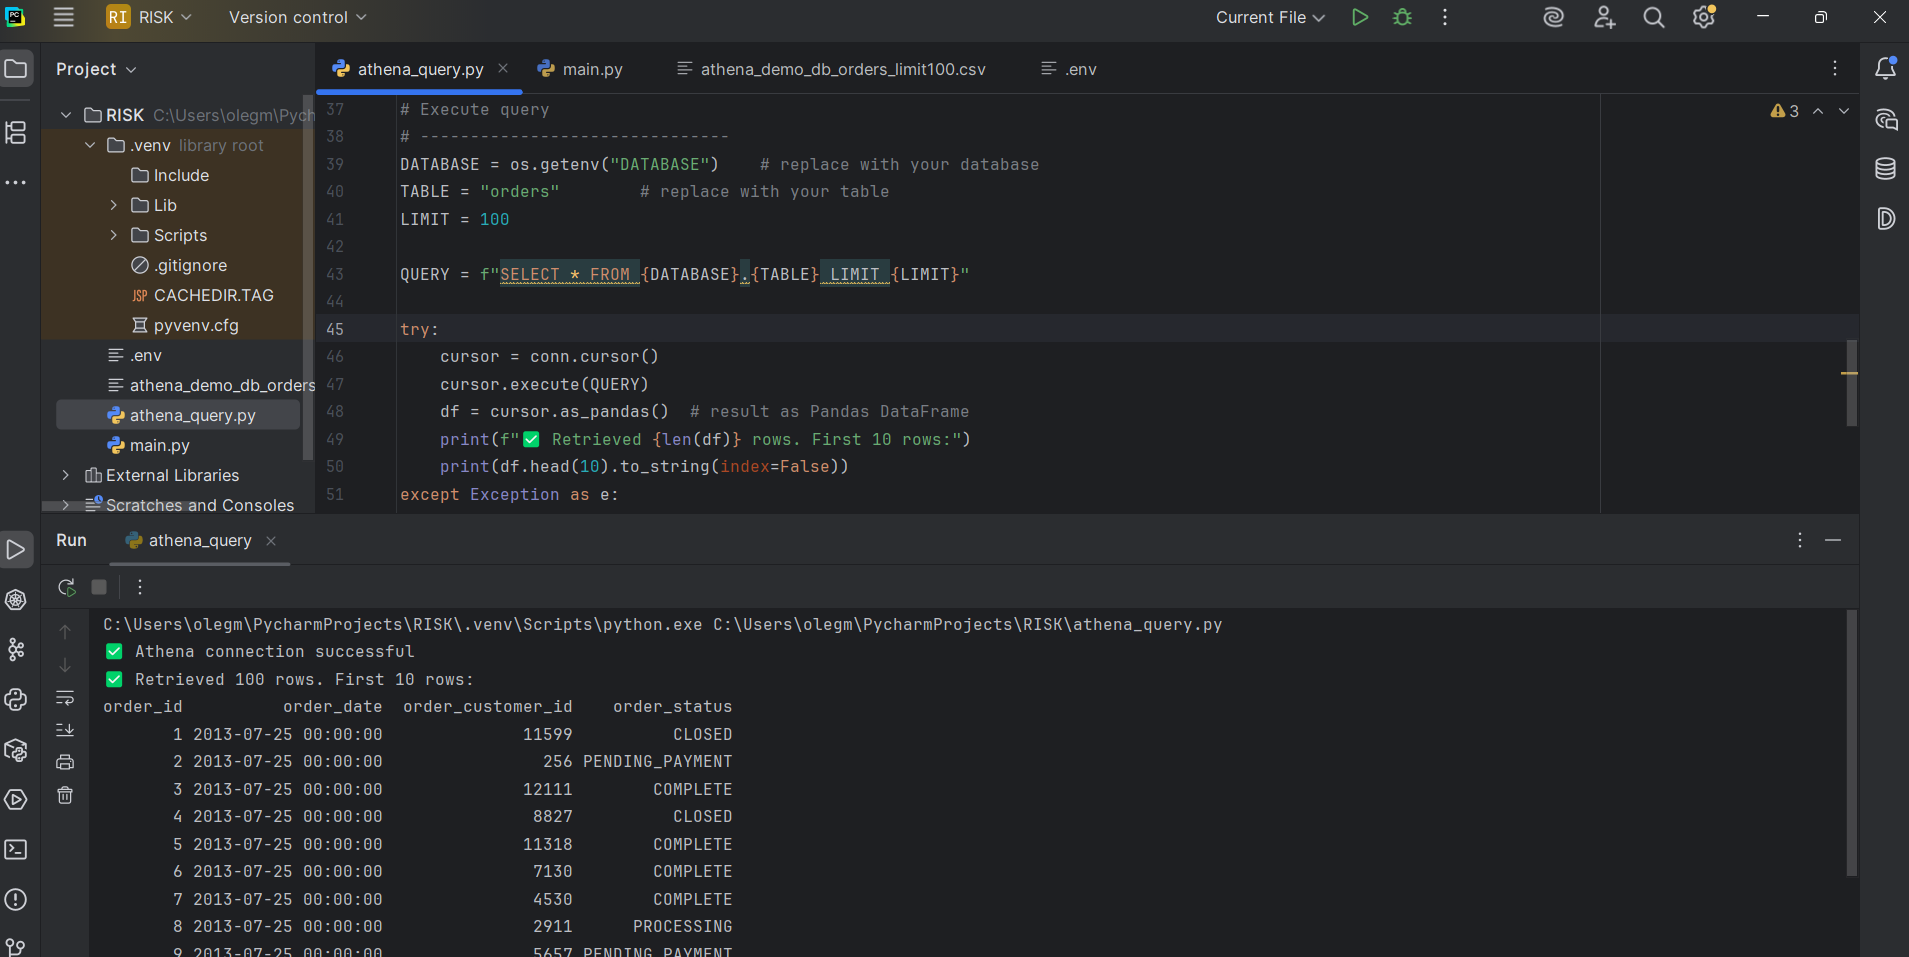 RI RISK Version control Current File
Project
athena_query.py main.py athena_demo_db_orders_limit100.csv .env
RISK C:\Users\olegm\Pych
.venv library root
Include
Lib
Scripts
.gitignore
JSP CACHEDIR.TAG
pyvenv.cfg
.env
athena_demo_db_orders
athena_query.py
main.py
External Libraries
Scratches and Consoles
3
37 # Execute query
38 # -------------------------------
39 DATABASE = os.getenv("DATABASE")    # replace with your database
40 TABLE = "orders"        # replace with your table
41 LIMIT = 100
42
43 QUERY = f"SELECT * FROM {DATABASE}.{TABLE} LIMIT {LIMIT}"
44
45 try:
46     cursor = conn.cursor()
47     cursor.execute(QUERY)
48     df = cursor.as_pandas()  # result as Pandas DataFrame
49     print(f"✅ Retrieved {len(df)} rows. First 10 rows:")
50     print(df.head(10).to_string(index=False))
51 except Exception as e:
Run athena_query
C:\Users\olegm\PycharmProjects\RISK\.venv\Scripts\python.exe C:\Users\olegm\PycharmProjects\RISK\athena_query.py
✅ Athena connection successful
✅ Retrieved 100 rows. First 10 rows:
order_id          order_date  order_customer_id    order_status
1 2013-07-25 00:00:00              11599          CLOSED
2 2013-07-25 00:00:00                256 PENDING_PAYMENT
3 2013-07-25 00:00:00              12111        COMPLETE
4 2013-07-25 00:00:00               8827          CLOSED
5 2013-07-25 00:00:00              11318        COMPLETE
6 2013-07-25 00:00:00               7130        COMPLETE
7 2013-07-25 00:00:00               4530        COMPLETE
8 2013-07-25 00:00:00               2911      PROCESSING
9 2013-07-25 00:00:00               5657 PENDING_PAYMENT